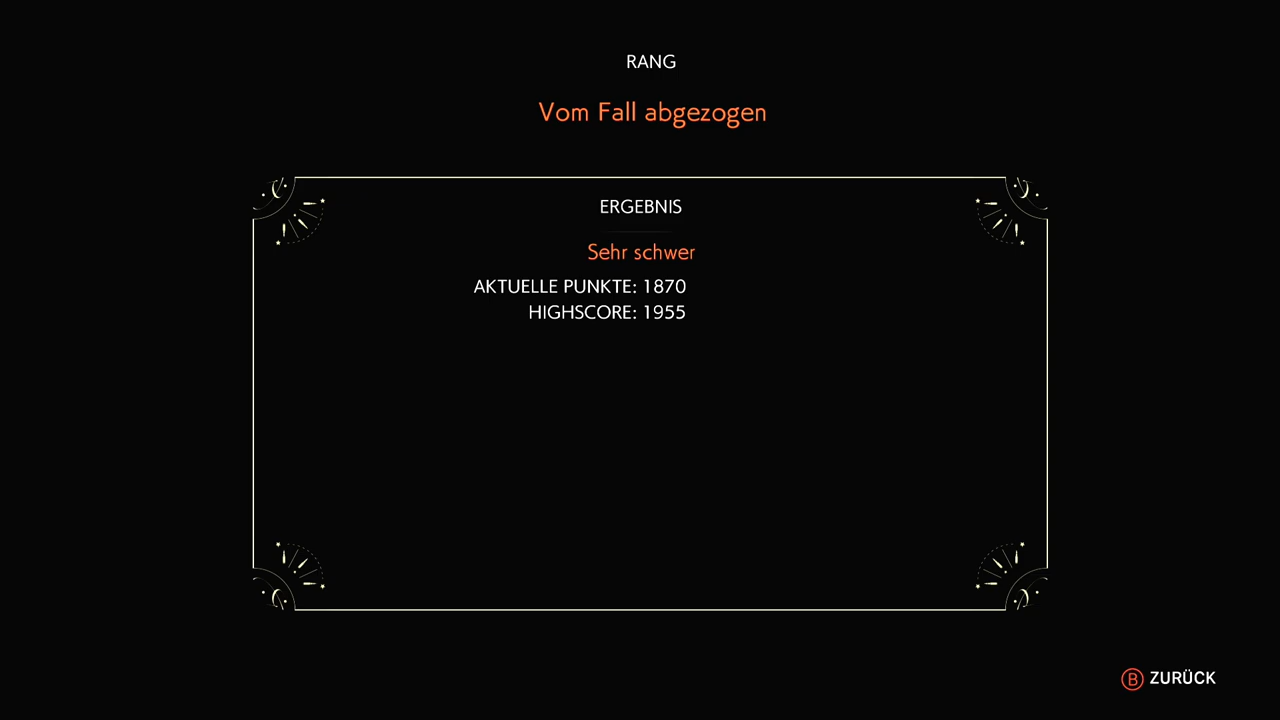 RANG
Vom Fall abgezogen
ERGEBNIS
Sehr schwer
AKTUELLE PUNKTE: 1870
HIGHSCORE: 1955
B ZURÜCK